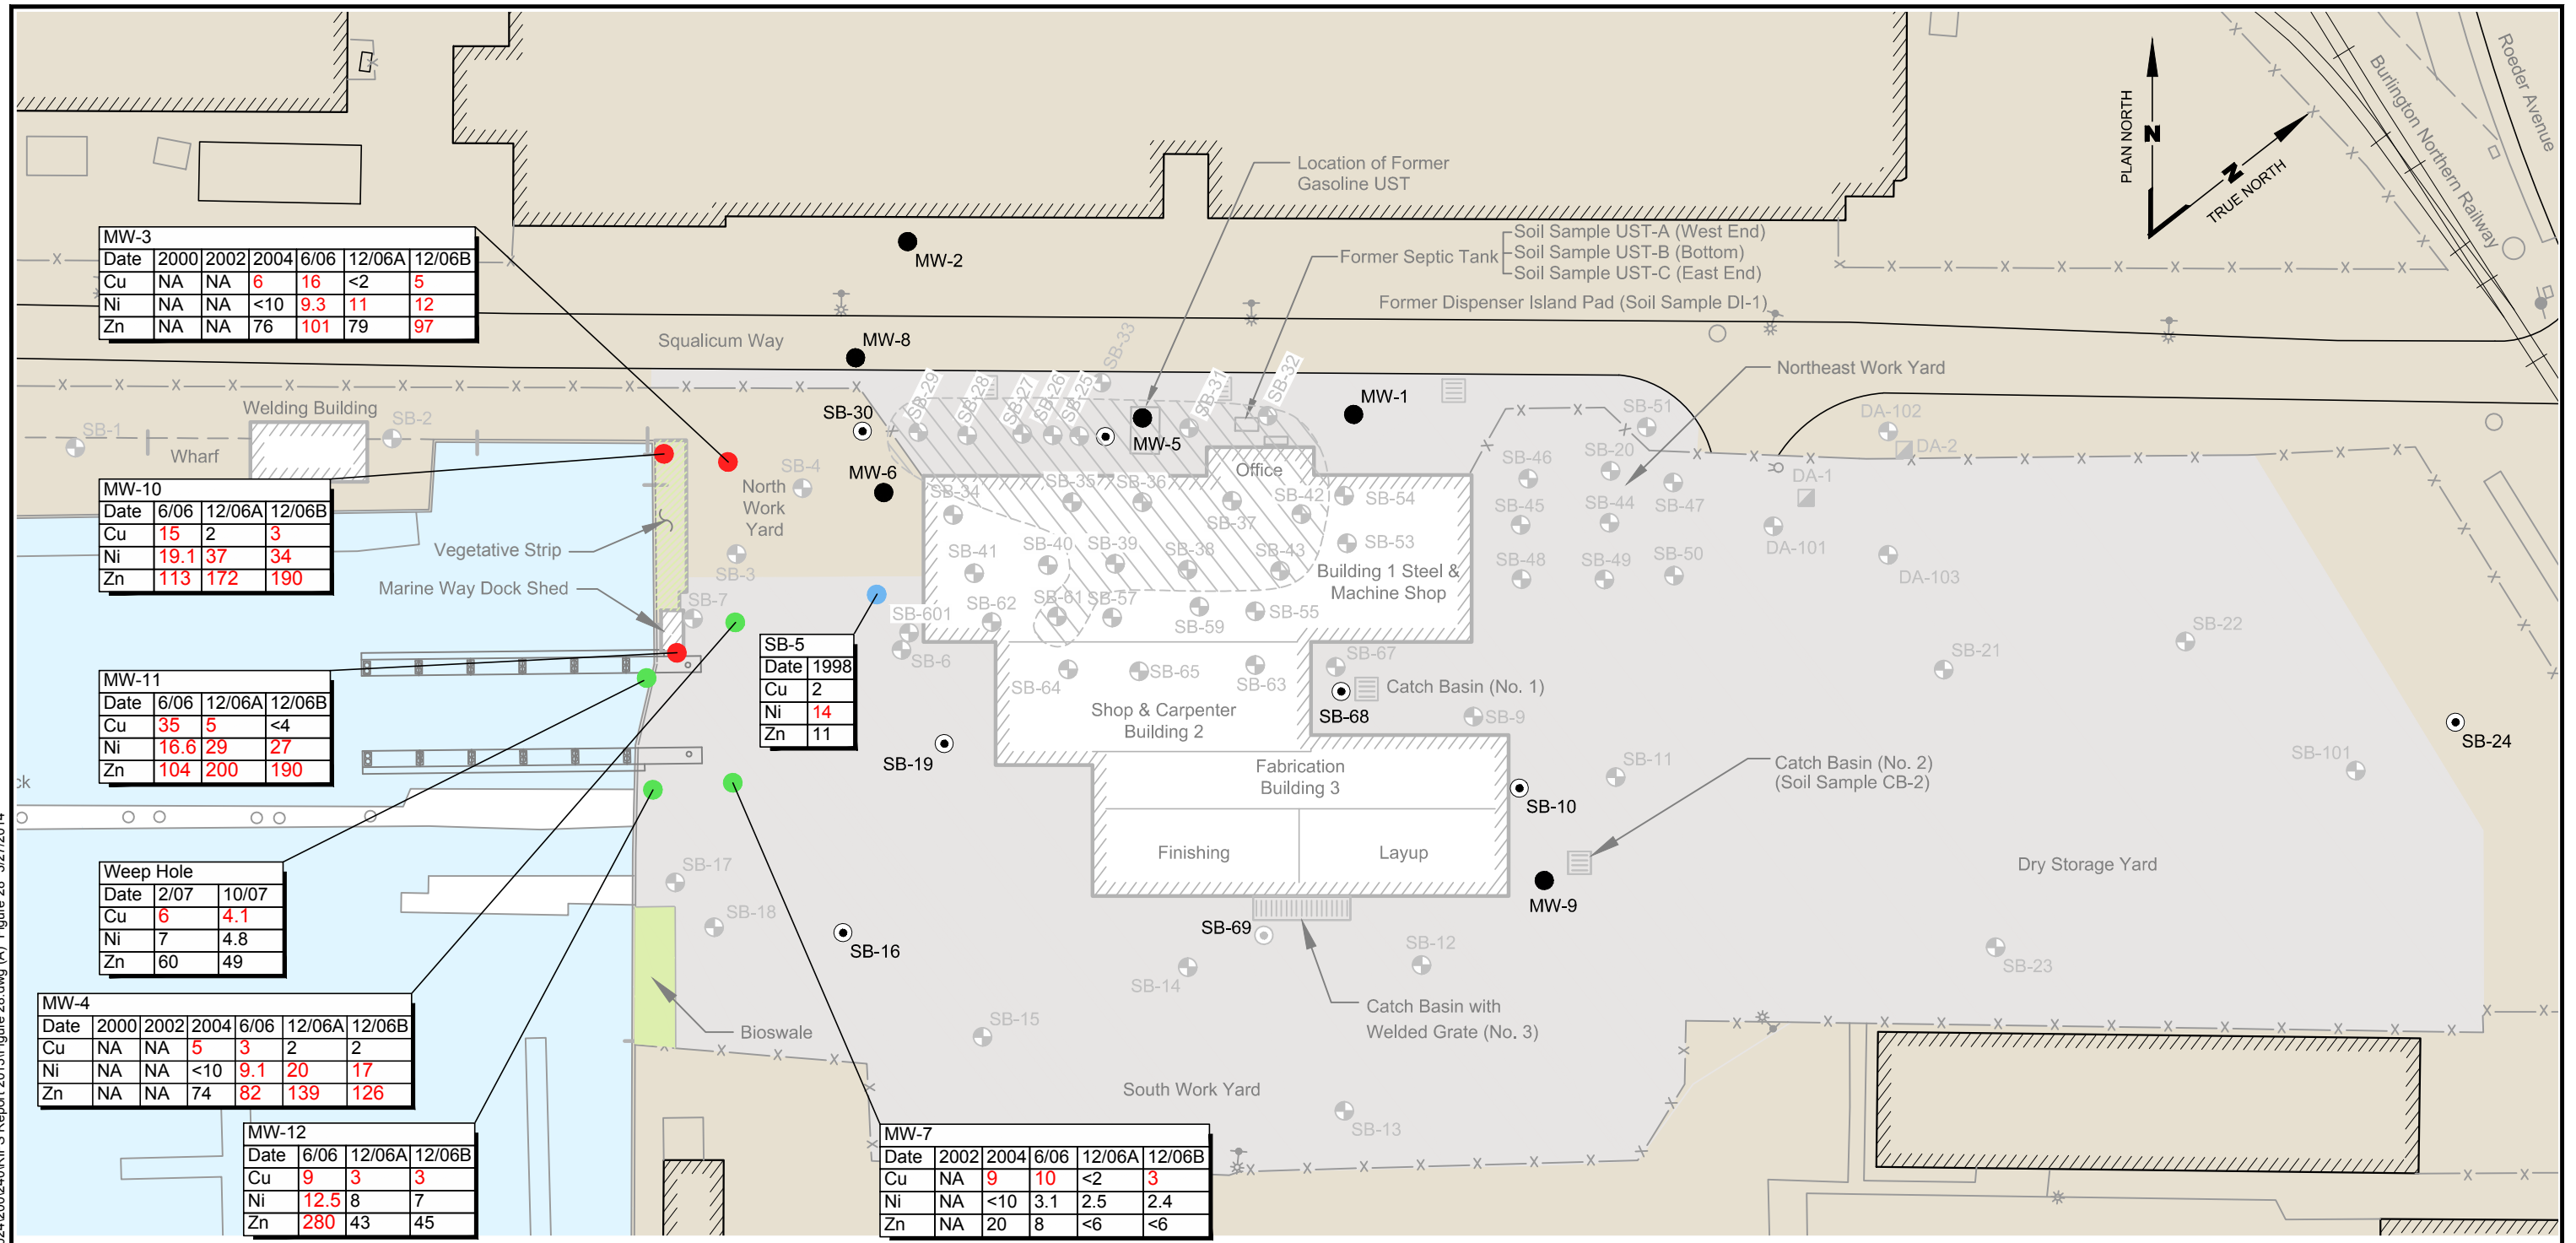 Roeder Avenue
Burlington Northern Railway
PLAN NORTH
N
N
TRUE NORTH
Location of Former
Gasoline UST
Former Septic Tank
Soil Sample UST-A (West End)
Soil Sample UST-B (Bottom)
Soil Sample UST-C (East End)
Former Dispenser Island Pad (Soil Sample DI-1)
MW-2
MW-3
Date 2000 2002 2004 6/06 12/06A 12/06B
Cu NA NA 6 16 <2 5
Ni NA NA <10 9.3 11 12
Zn NA NA 76 101 79 97
Squalicum Way
MW-8
SB-33
Northeast Work Yard
SB-29
SB-28
SB-27
SB-26
SB-25
SB-31
SB-32
MW-1
Welding Building
SB-1
SB-2
Wharf
SB-30
MW-5
SB-51
DA-102
DA-2
SB-4
MW-6
Office
SB-46
SB-20
DA-1
North
Work
Yard
SB-34
SB-35
SB-36
SB-37
SB-42
SB-54
SB-45
SB-44
SB-47
MW-10
Date 6/06 12/06A 12/06B
Cu 15 2 3
Ni 19.1 37 34
Zn 113 172 190
Vegetative Strip
SB-3
SB-41
SB-40
SB-39
SB-38
SB-43
SB-53
SB-48
SB-49
SB-50
DA-101
DA-103
Building 1 Steel &
Machine Shop
Marine Way Dock Shed
SB-7
SB-601
SB-62
SB-61
SB-57
SB-59
SB-55
SB-22
SB-5
Date 1998
Cu 2
Ni 14
Zn 11
SB-6
SB-64
SB-65
SB-63
SB-67
SB-21
MW-11
Date 6/06 12/06A 12/06B
Cu 35 5 <4
Ni 16.6 29 27
Zn 104 200 190
Catch Basin (No. 1)
SB-68
SB-9
Shop & Carpenter
Building 2
SB-24
SB-19
SB-11
SB-101
Fabrication
Building 3
Catch Basin (No. 2)
(Soil Sample CB-2)
ck
SB-10
Finishing
Layup
Dry Storage Yard
SB-17
Weep Hole
Date 2/07 10/07
Cu 6 4.1
Ni 7 4.8
Zn 60 49
MW-9
SB-18
SB-16
SB-69
SB-12
SB-14
SB-23
MW-4
Date 2000 2002 2004 6/06 12/06A 12/06B
Cu NA NA 5 3 2 2
Ni NA NA <10 9.1 20 17
Zn NA NA 74 82 139 126
Bioswale
SB-15
Catch Basin with
Welded Grate (No. 3)
South Work Yard
SB-13
MW-12
Date 6/06 12/06A 12/06B
Cu 9 3 3
Ni 12.5 8 7
Zn 280 43 45
MW-7
Date 2002 2004 6/06 12/06A 12/06B
Cu NA 9 10 <2 3
Ni NA <10 3.1 2.5 2.4
Zn NA 20 8 <6 <6